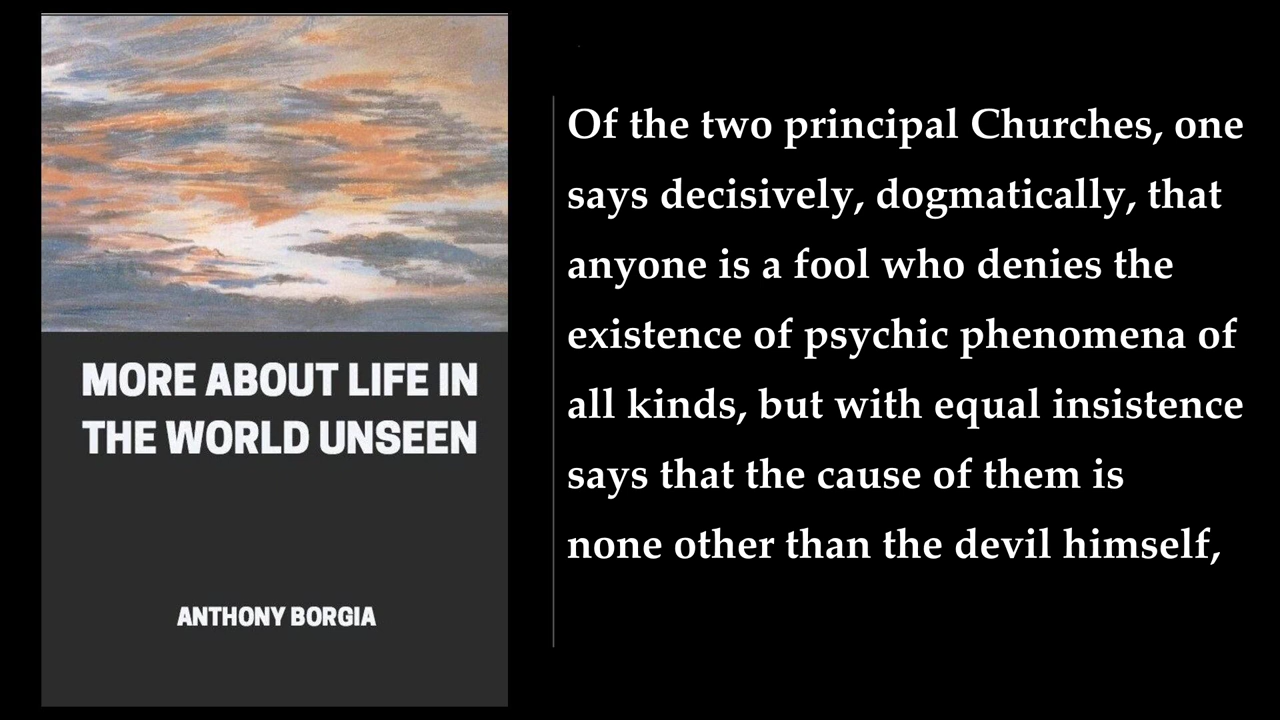 MORE ABOUT LIFE IN
THE WORLD UNSEEN
ANTHONY BORGIA
Of the two principal Churches, one
says decisively, dogmatically, that
anyone is a fool who denies the
existence of psychic phenomena of
all kinds, but with equal insistence
says that the cause of them is
none other than the devil himself,